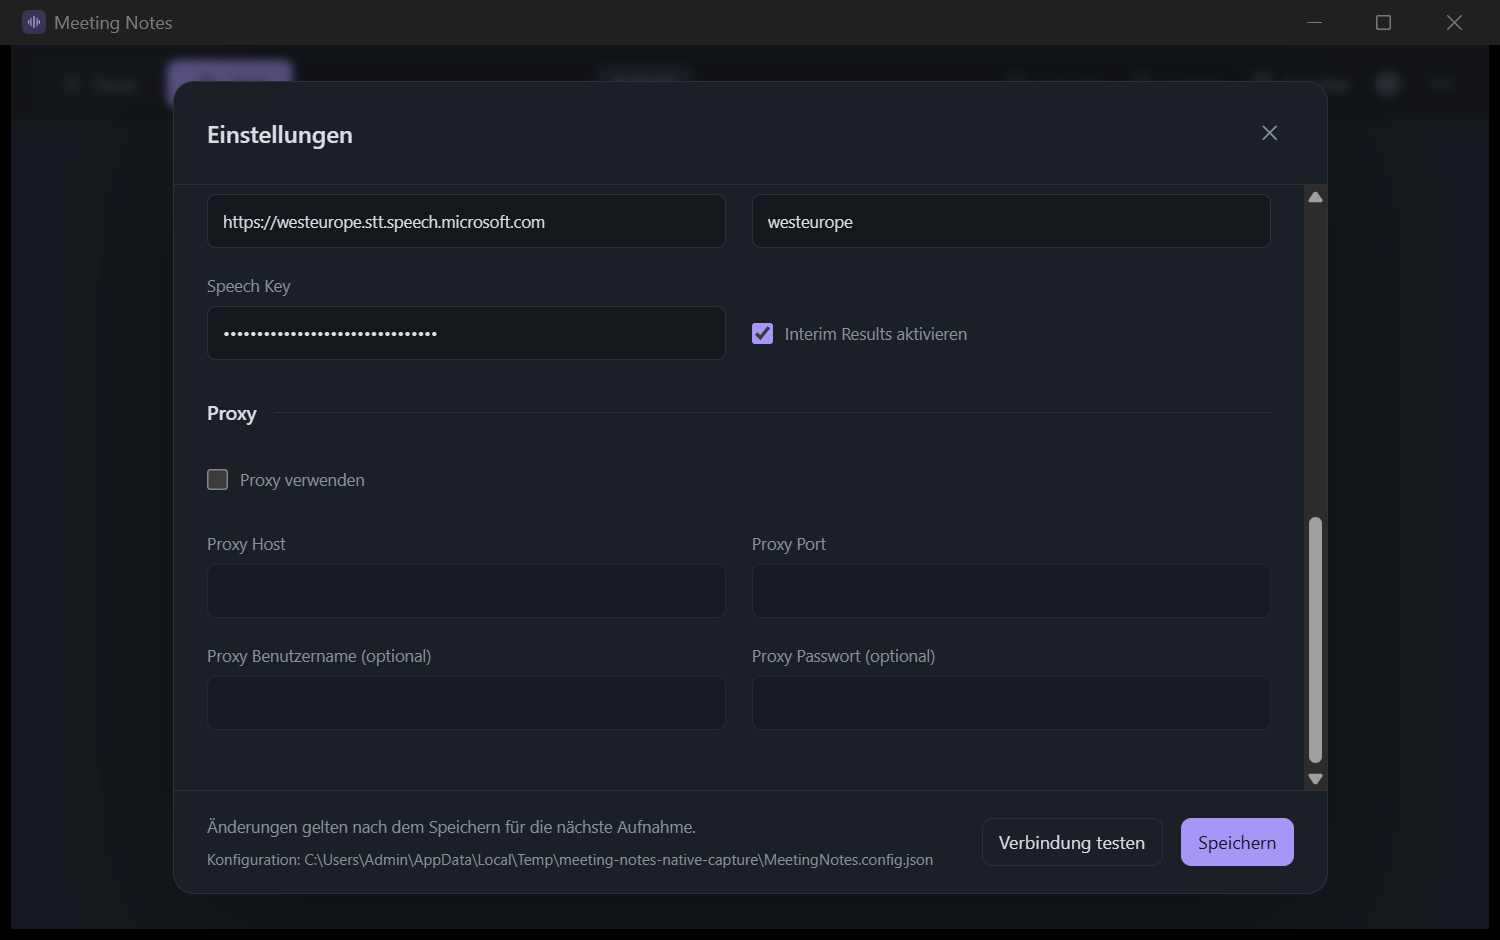 Meeting Notes
Einstellungen
https://westeurope.stt.speech.microsoft.com
westeurope
Speech Key
••••••••••••••••••••••••••••••••
Interim Results aktivieren
Proxy
Proxy verwenden
Proxy Host
Proxy Port
Proxy Benutzername (optional)
Proxy Passwort (optional)
Änderungen gelten nach dem Speichern für die nächste Aufnahme.
Konfiguration: C:\Users\Admin\AppData\Local\Temp\meeting-notes-native-capture\MeetingNotes.config.json
Verbindung testen
Speichern